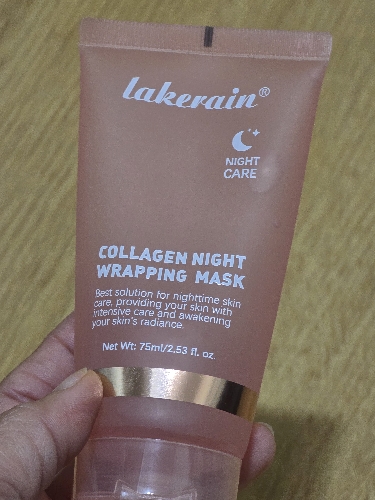 lakerain®
NIGHT
CARE
COLLAGEN NIGHT
WRAPPING MASK
Best solution for nighttime skin
care, providing your skin with
intensive care and awakening
your skin's radiance.
Net Wt: 75ml/2.53 fl. oz.